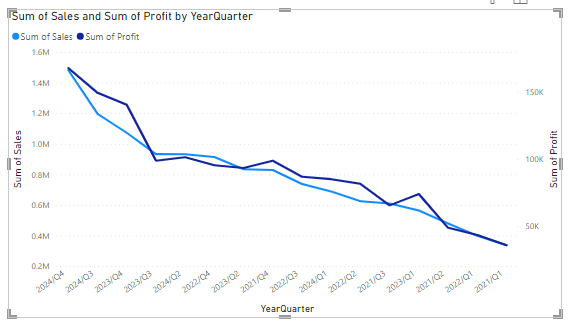 Sum of Sales and Sum of Profit by YearQuarter
Sum of Sales Sum of Profit
1.6M
1.4M
1.2M
1.0M
0.8M
0.6M
0.4M
0.2M
Sum of Sales
150K
100K
50K
Sum of Profit
2024/Q4 2024/Q3 2023/Q4 2023/Q3 2024/Q2 2022/Q4 2023/Q2 2021/Q4 2022/Q3 2024/Q1 2022/Q2 2021/Q3 2023/Q1 2021/Q2 2022/Q1 2021/Q1
YearQuarter